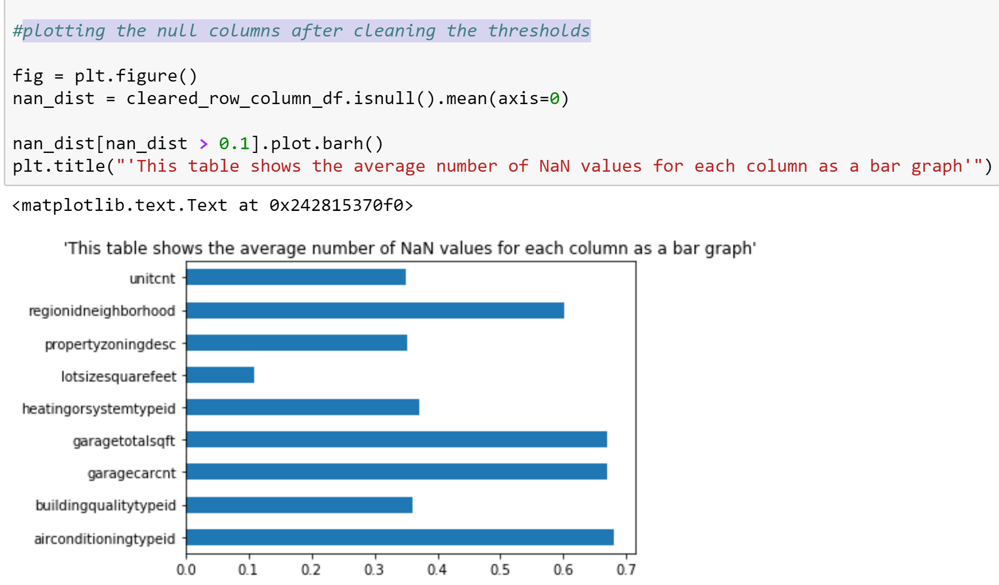 #plotting the null columns after cleaning the thresholds
fig = plt.figure()
nan_dist = cleared_row_column_df.isnull().mean(axis=0)
nan_dist[nan_dist > 0.1].plot.barh()
plt.title("'This table shows the average number of NaN values for each column as a bar graph'")
<matplotlib.text.Text at 0x242815370f0>
'This table shows the average number of NaN values for each column as a bar graph'
unitcnt
regionidneighborhood
propertyzoningdesc
lotsizesquarefeet
heatingorsystemtypeid
garagetotalsqft
garagecarcnt
buildingqualitytypeid
airconditioningtypeid
0.0 0.1 0.2 0.3 0.4 0.5 0.6 0.7